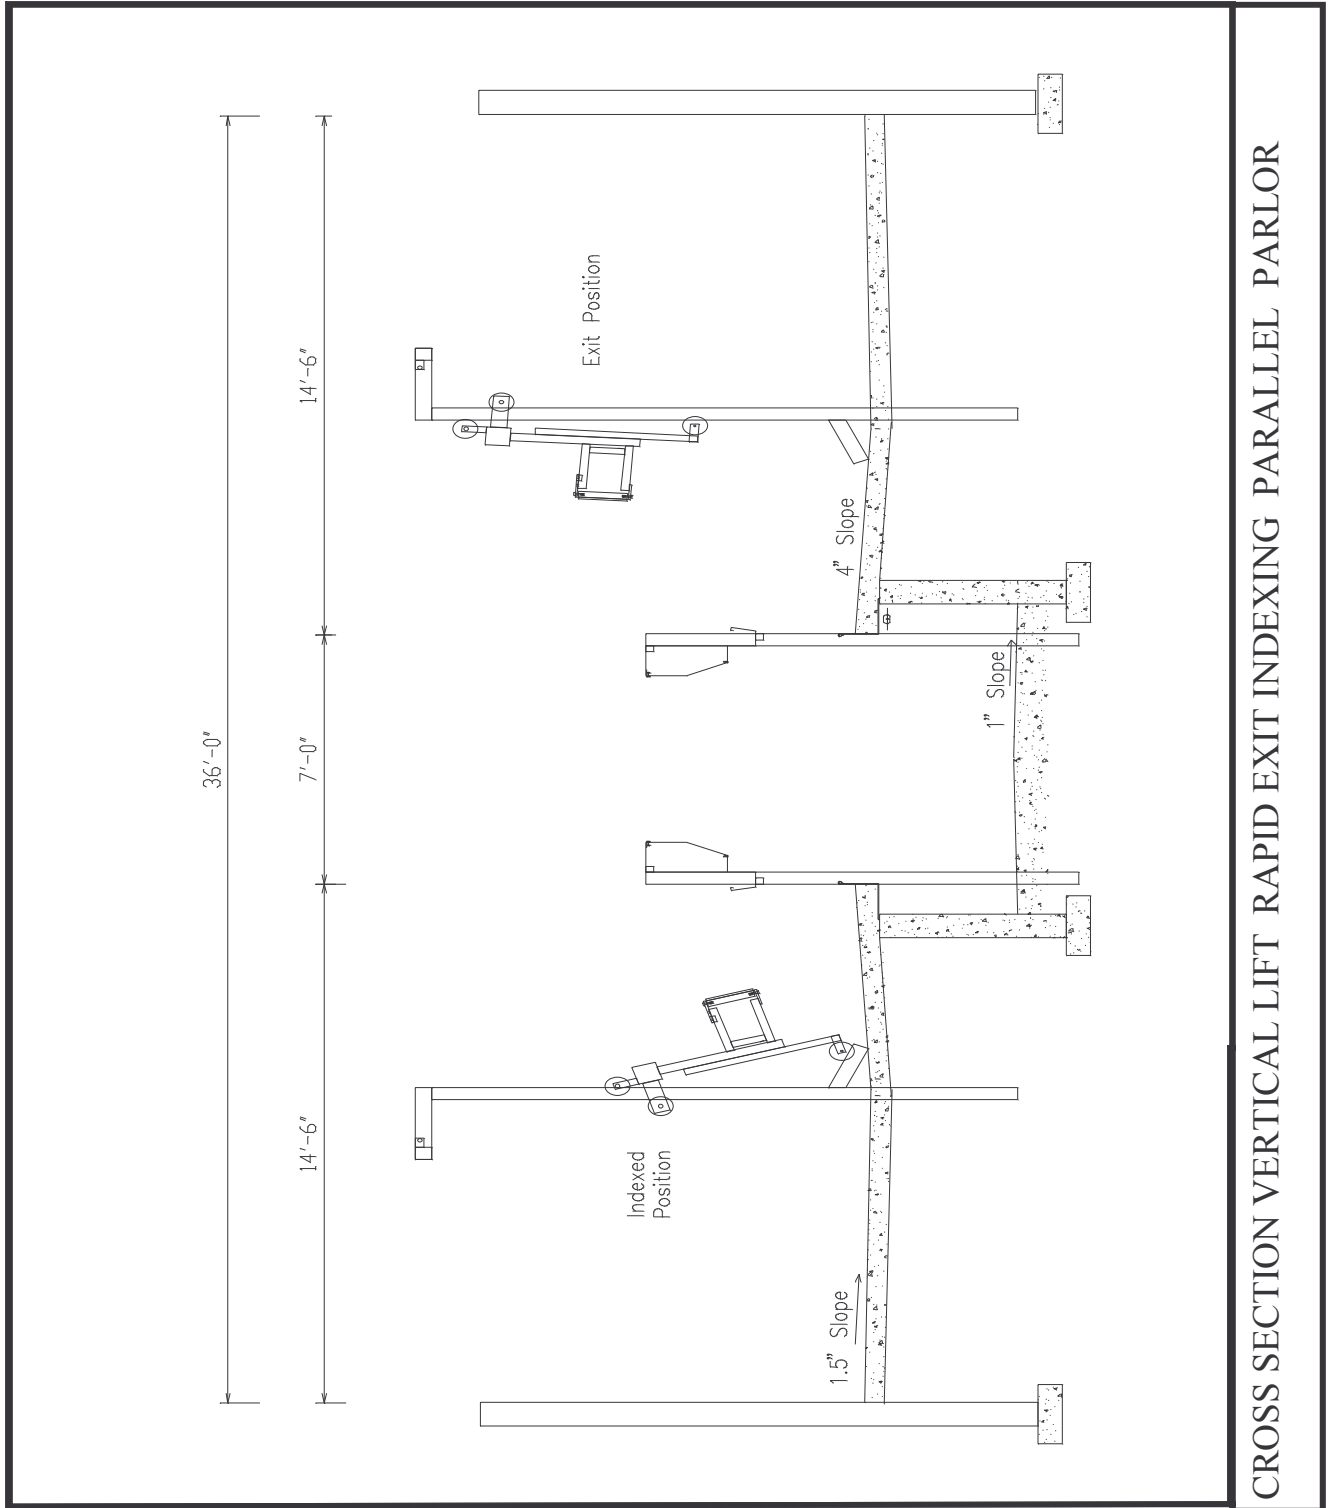 36'-0"
14'-6"
7'-0"
14'-6"
Exit Position
Indexed
Position
4" Slope
1.5" Slope
1" Slope
CROSS SECTION VERTICAL LIFT RAPID EXIT INDEXING PARALLEL PARLOR